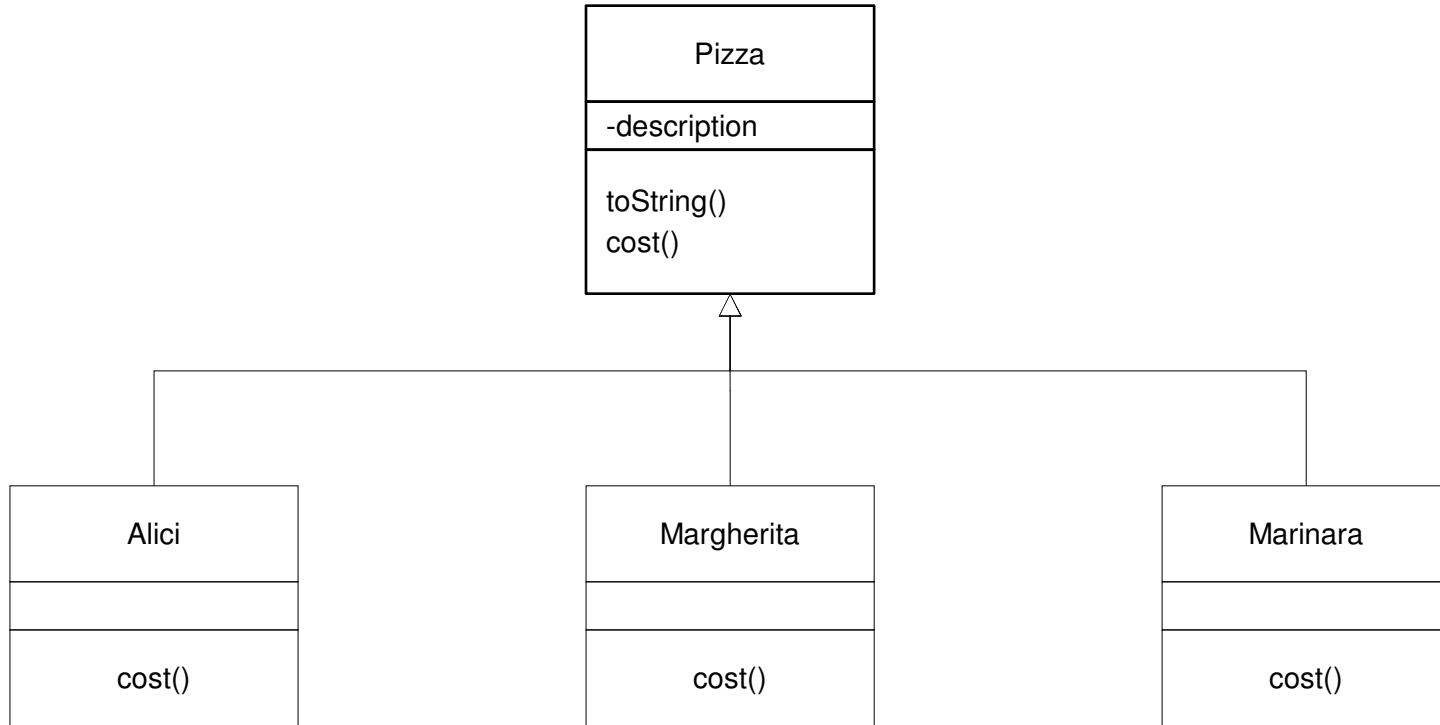 Pizza
-description
toString()
cost()
Alici
Margherita
Marinara
cost()
cost()
cost()